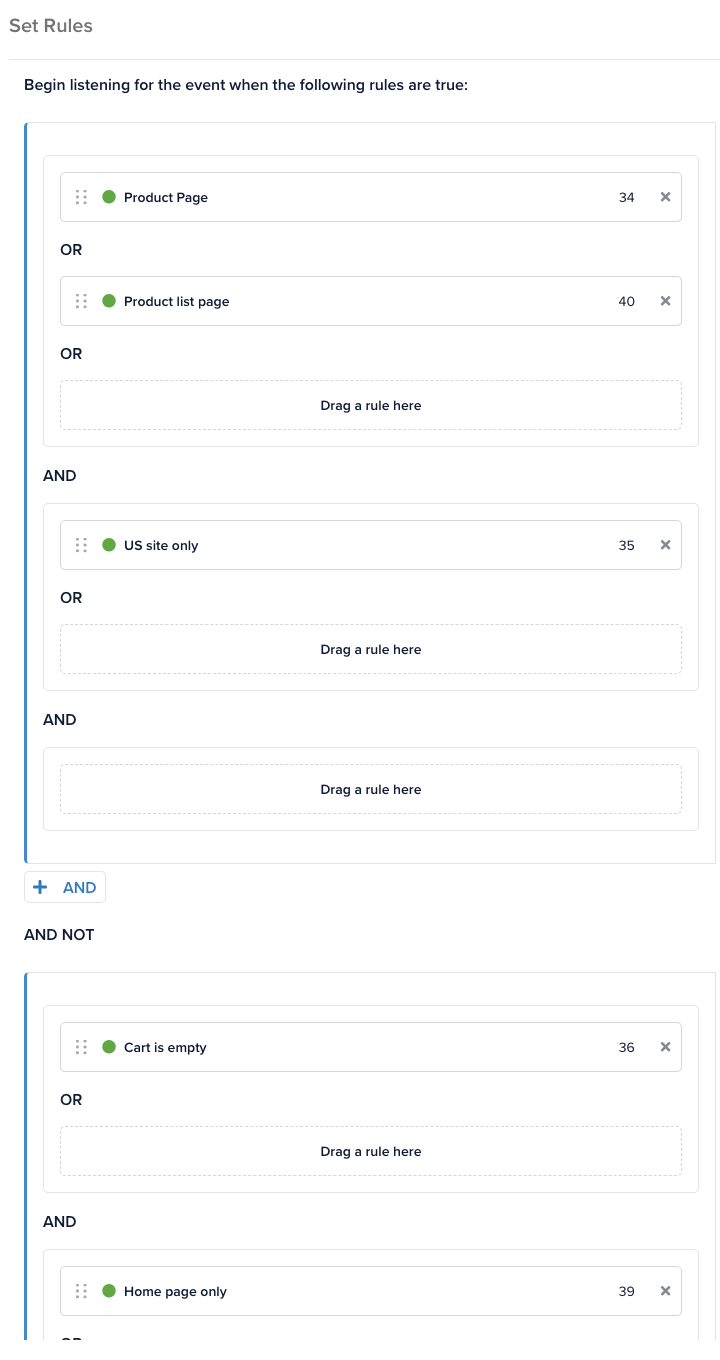 Set Rules
Begin listening for the event when the following rules are true:
Product Page 34
OR
Product list page 40
OR
Drag a rule here
AND
US site only 35
OR
Drag a rule here
AND
Drag a rule here
AND
AND NOT
Cart is empty 36
OR
Drag a rule here
AND
Home page only 39